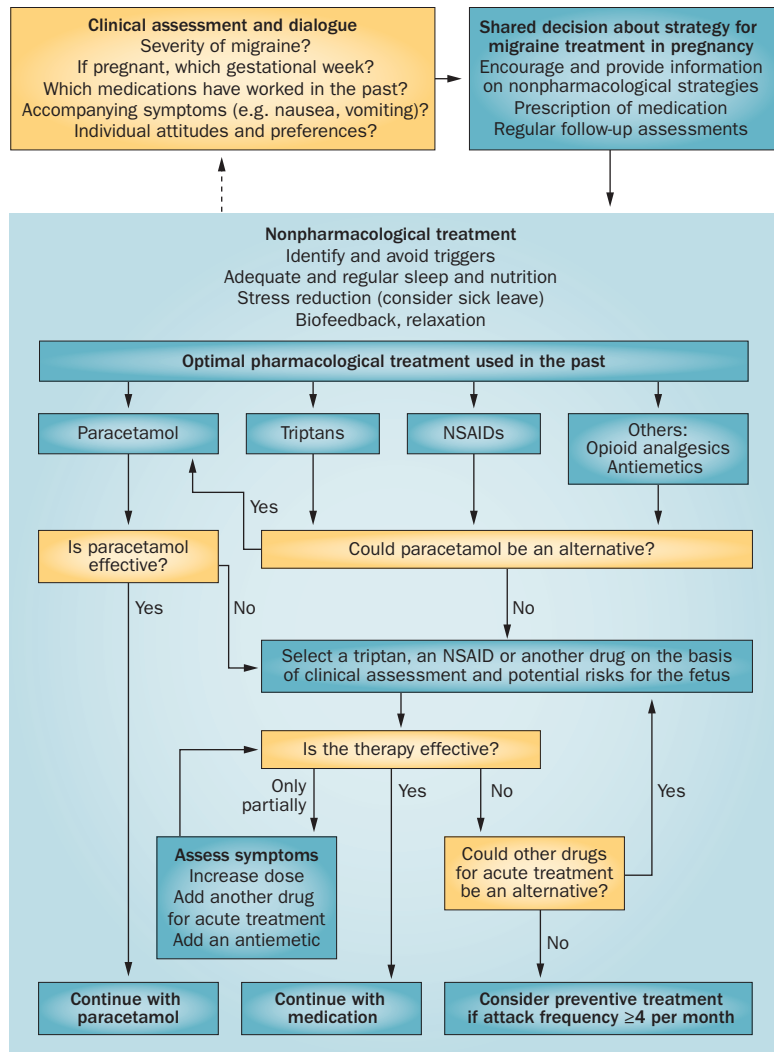 Clinical assessment and dialogue
Severity of migraine?
If pregnant, which gestational week?
Which medications have worked in the past?
Accompanying symptoms (e.g. nausea, vomiting)?
Individual attitudes and preferences?
Shared decision about strategy for
migraine treatment in pregnancy
Encourage and provide information
on nonpharmacological strategies
Prescription of medication
Regular follow-up assessments
Nonpharmacological treatment
Identify and avoid triggers
Adequate and regular sleep and nutrition
Stress reduction (consider sick leave)
Biofeedback, relaxation
Optimal pharmacological treatment used in the past
Paracetamol
Triptans
NSAIDs
Others:
Opioid analgesics
Antiemetics
Yes
Is paracetamol
effective?
Could paracetamol be an alternative?
Yes
No
No
Select a triptan, an NSAID or another drug on the basis
of clinical assessment and potential risks for the fetus
Is the therapy effective?
Only
partially
Yes
No
Yes
Assess symptoms
Increase dose
Add another drug
for acute treatment
Add an antiemetic
Could other drugs
for acute treatment
be an alternative?
No
Continue with
paracetamol
Continue with
medication
Consider preventive treatment
if attack frequency ≥4 per month